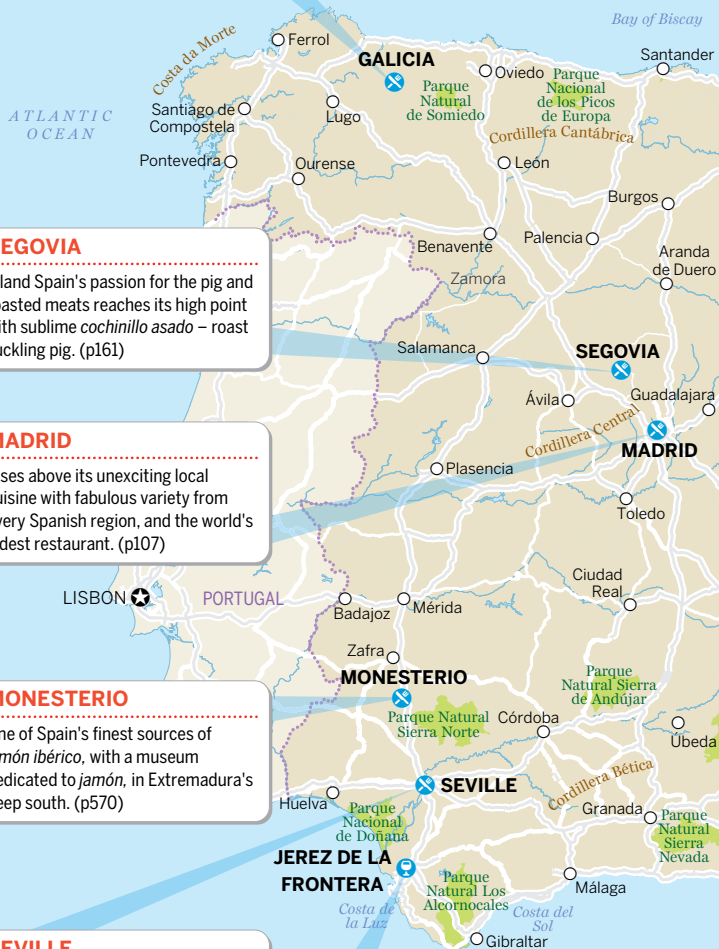 Bay of Biscay
Costa da Morte
Ferrol
GALICIA
Santander
Oviedo
Parque
Natural
de Somiedo
Parque
Nacional
de los Picos
de Europa
ATLANTIC
OCEAN
Santiago de
Compostela
Lugo
Cordillera Cantábrica
Pontevedra
Ourense
León
Burgos
Benavente
Palencia
Aranda
de Duero
Zamora
EGOVIA
land Spain's passion for the pig and
asted meats reaches its high point
ith sublime cochinillo asado – roast
uckling pig. (p161)
Salamanca
SEGOVIA
Ávila
Guadalajara
Cordillera Central
MADRID
ADRID
ses above its unexciting local
uisine with fabulous variety from
very Spanish region, and the world's
dest restaurant. (p107)
Plasencia
Toledo
LISBON
PORTUGAL
Badajoz
Mérida
Ciudad
Real
Zafra
MONESTERIO
ONESTERIO
ne of Spain's finest sources of
món ibérico, with a museum
edicated to jamón, in Extremadura's
eep south. (p570)
Parque Natural
Sierra Norte
Parque
Natural Sierra
de Andújar
Córdoba
Úbeda
SEVILLE
Cordillera Bética
Huelva
Parque
Nacional
de Doñana
Granada
Parque
Natural
Sierra
Nevada
JEREZ DE LA
FRONTERA
Parque
Natural Los
Alcornocales
Málaga
Costa de
la Luz
Costa del
Sol
Gibraltar
EVILLE